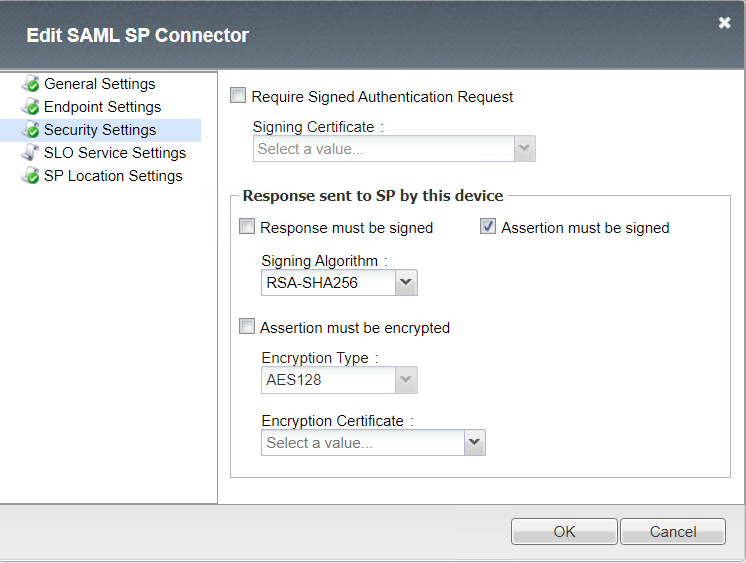 Edit SAML SP Connector
General Settings
Endpoint Settings
Security Settings
SLO Service Settings
SP Location Settings
Require Signed Authentication Request
Signing Certificate :
Select a value...
Response sent to SP by this device
Response must be signed
Assertion must be signed
Signing Algorithm :
RSA-SHA256
Assertion must be encrypted
Encryption Type :
AES128
Encryption Certificate :
Select a value...
OK
Cancel